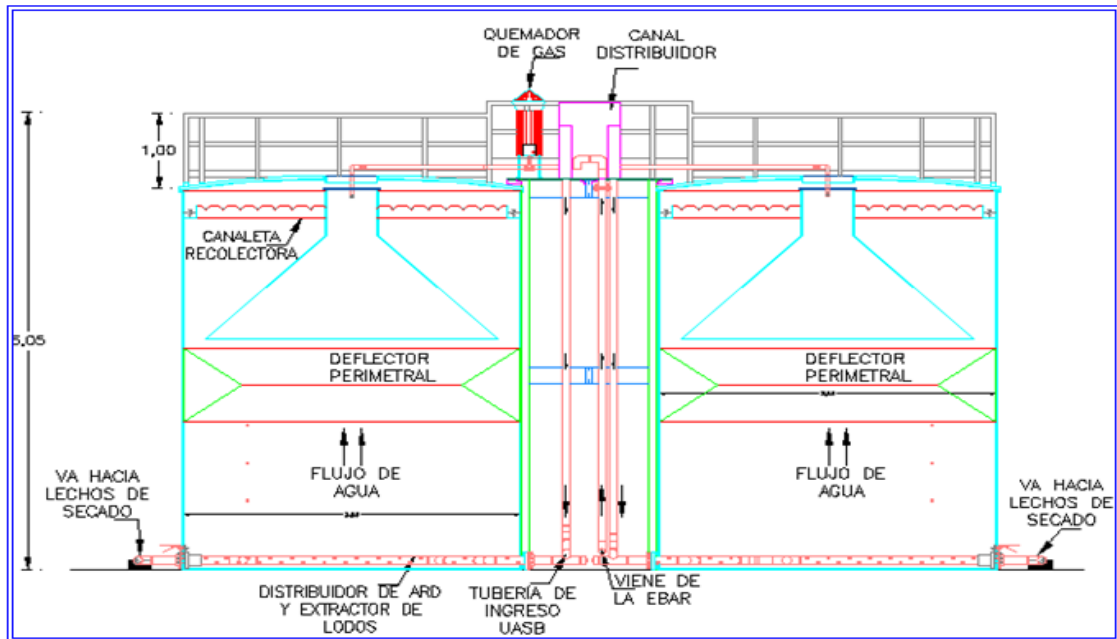 QUEMADOR
DE GAS
CANAL
DISTRIBUIDOR
1,00
CANALETA
RECOLECTORA
5,05
DEFLECTOR
PERIMETRAL
DEFLECTOR
PERIMETRAL
FLUJO DE
AGUA
FLUJO DE
AGUA
VA HACIA
LECHOS DE
SECADO
VA HACIA
LECHOS DE
SECADO
DISTRIBUIDOR DE ARD
Y EXTRACTOR DE
LODOS
TUBERÍA DE
INGRESO
UASB
VIENE DE
LA EBAR